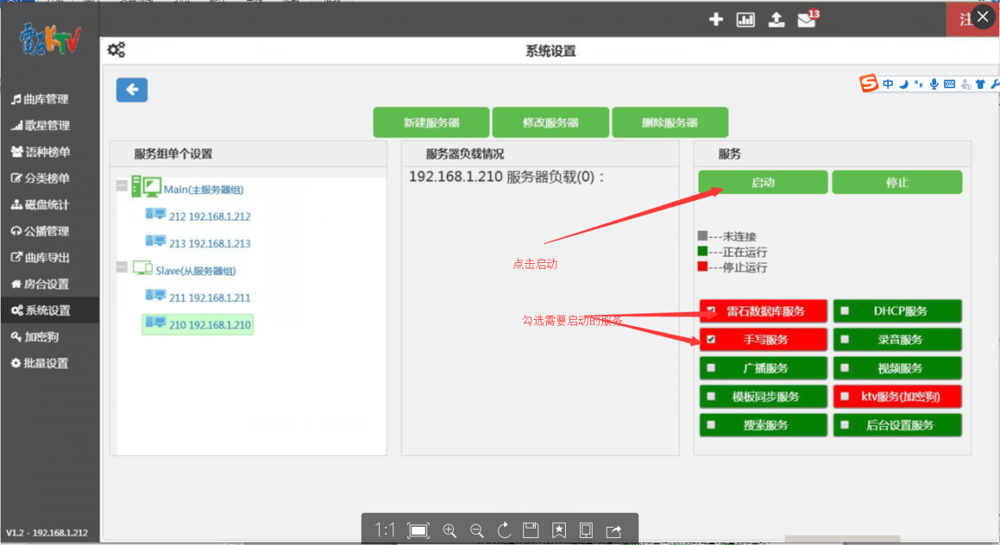 雷石KTV
13
注
系统设置
中
曲库管理
歌星管理
语种榜单
分类榜单
磁盘统计
公播管理
曲库导出
房台设置
系统设置
加密狗
批量设置
V1.2 - 192.168.1.212
新建服务器
修改服务器
删除服务器
服务组单个设置
Main(主服务器组)
212 192.168.1.212
213 192.168.1.213
Slave(从服务器组)
211 192.168.1.211
210 192.168.1.210
服务器负载情况
192.168.1.210 服务器负载(0)：
服务
启动
停止
点击启动
---未连接
---正在运行
---停止运行
勾选需要启动的服务
雷石数据库服务
DHCP服务
手写服务
录音服务
广播服务
视频服务
模板同步服务
ktv服务(加密狗)
搜索服务
后台设置服务
1:1